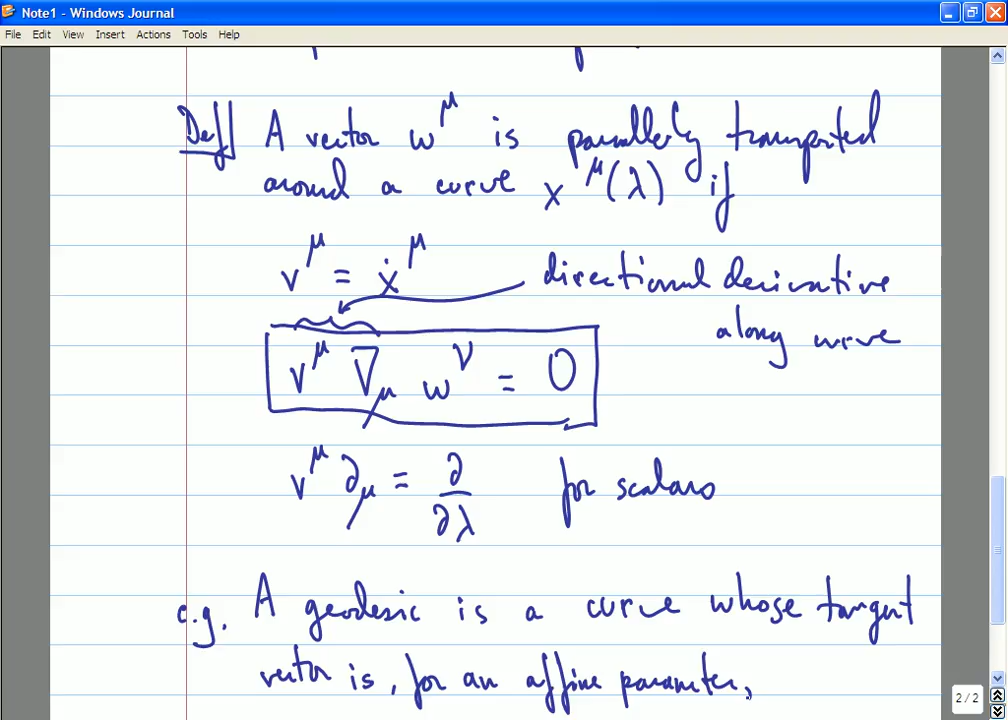 Note1 - Windows Journal
File Edit View Insert Actions Tools Help
Def A vector w^μ is parallelly transported
around a curve x^μ(λ) if
v^μ = ẋ^μ directional derivative
along curve
v^μ ∇_μ w^ν = 0
v^μ ∂_μ = ∂/∂λ for scalars
e.g. A geodesic is a curve whose tangent
vector is, for an affine parameter,
2/2